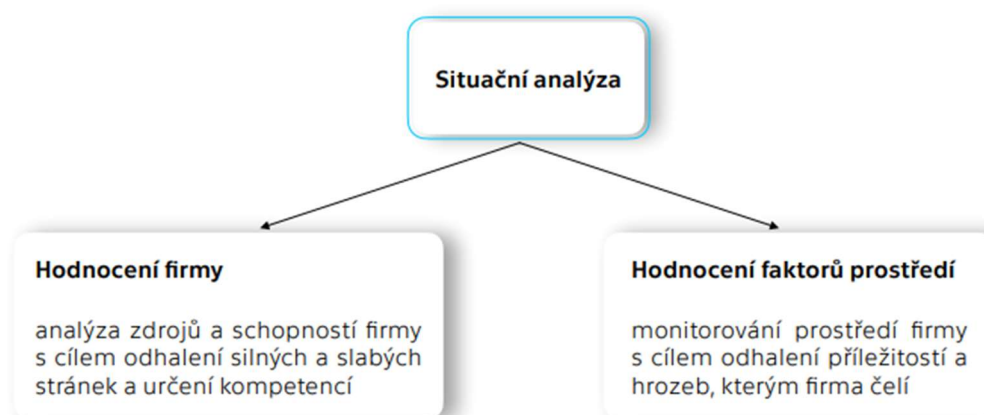 Situační analýza
Hodnocení firmy
analýza zdrojů a schopností firmy
s cílem odhalení silných a slabých
stránek a určení kompetencí
Hodnocení faktorů prostředí
monitorování prostředí firmy
s cílem odhalení příležitostí a
hrozeb, kterým firma čelí